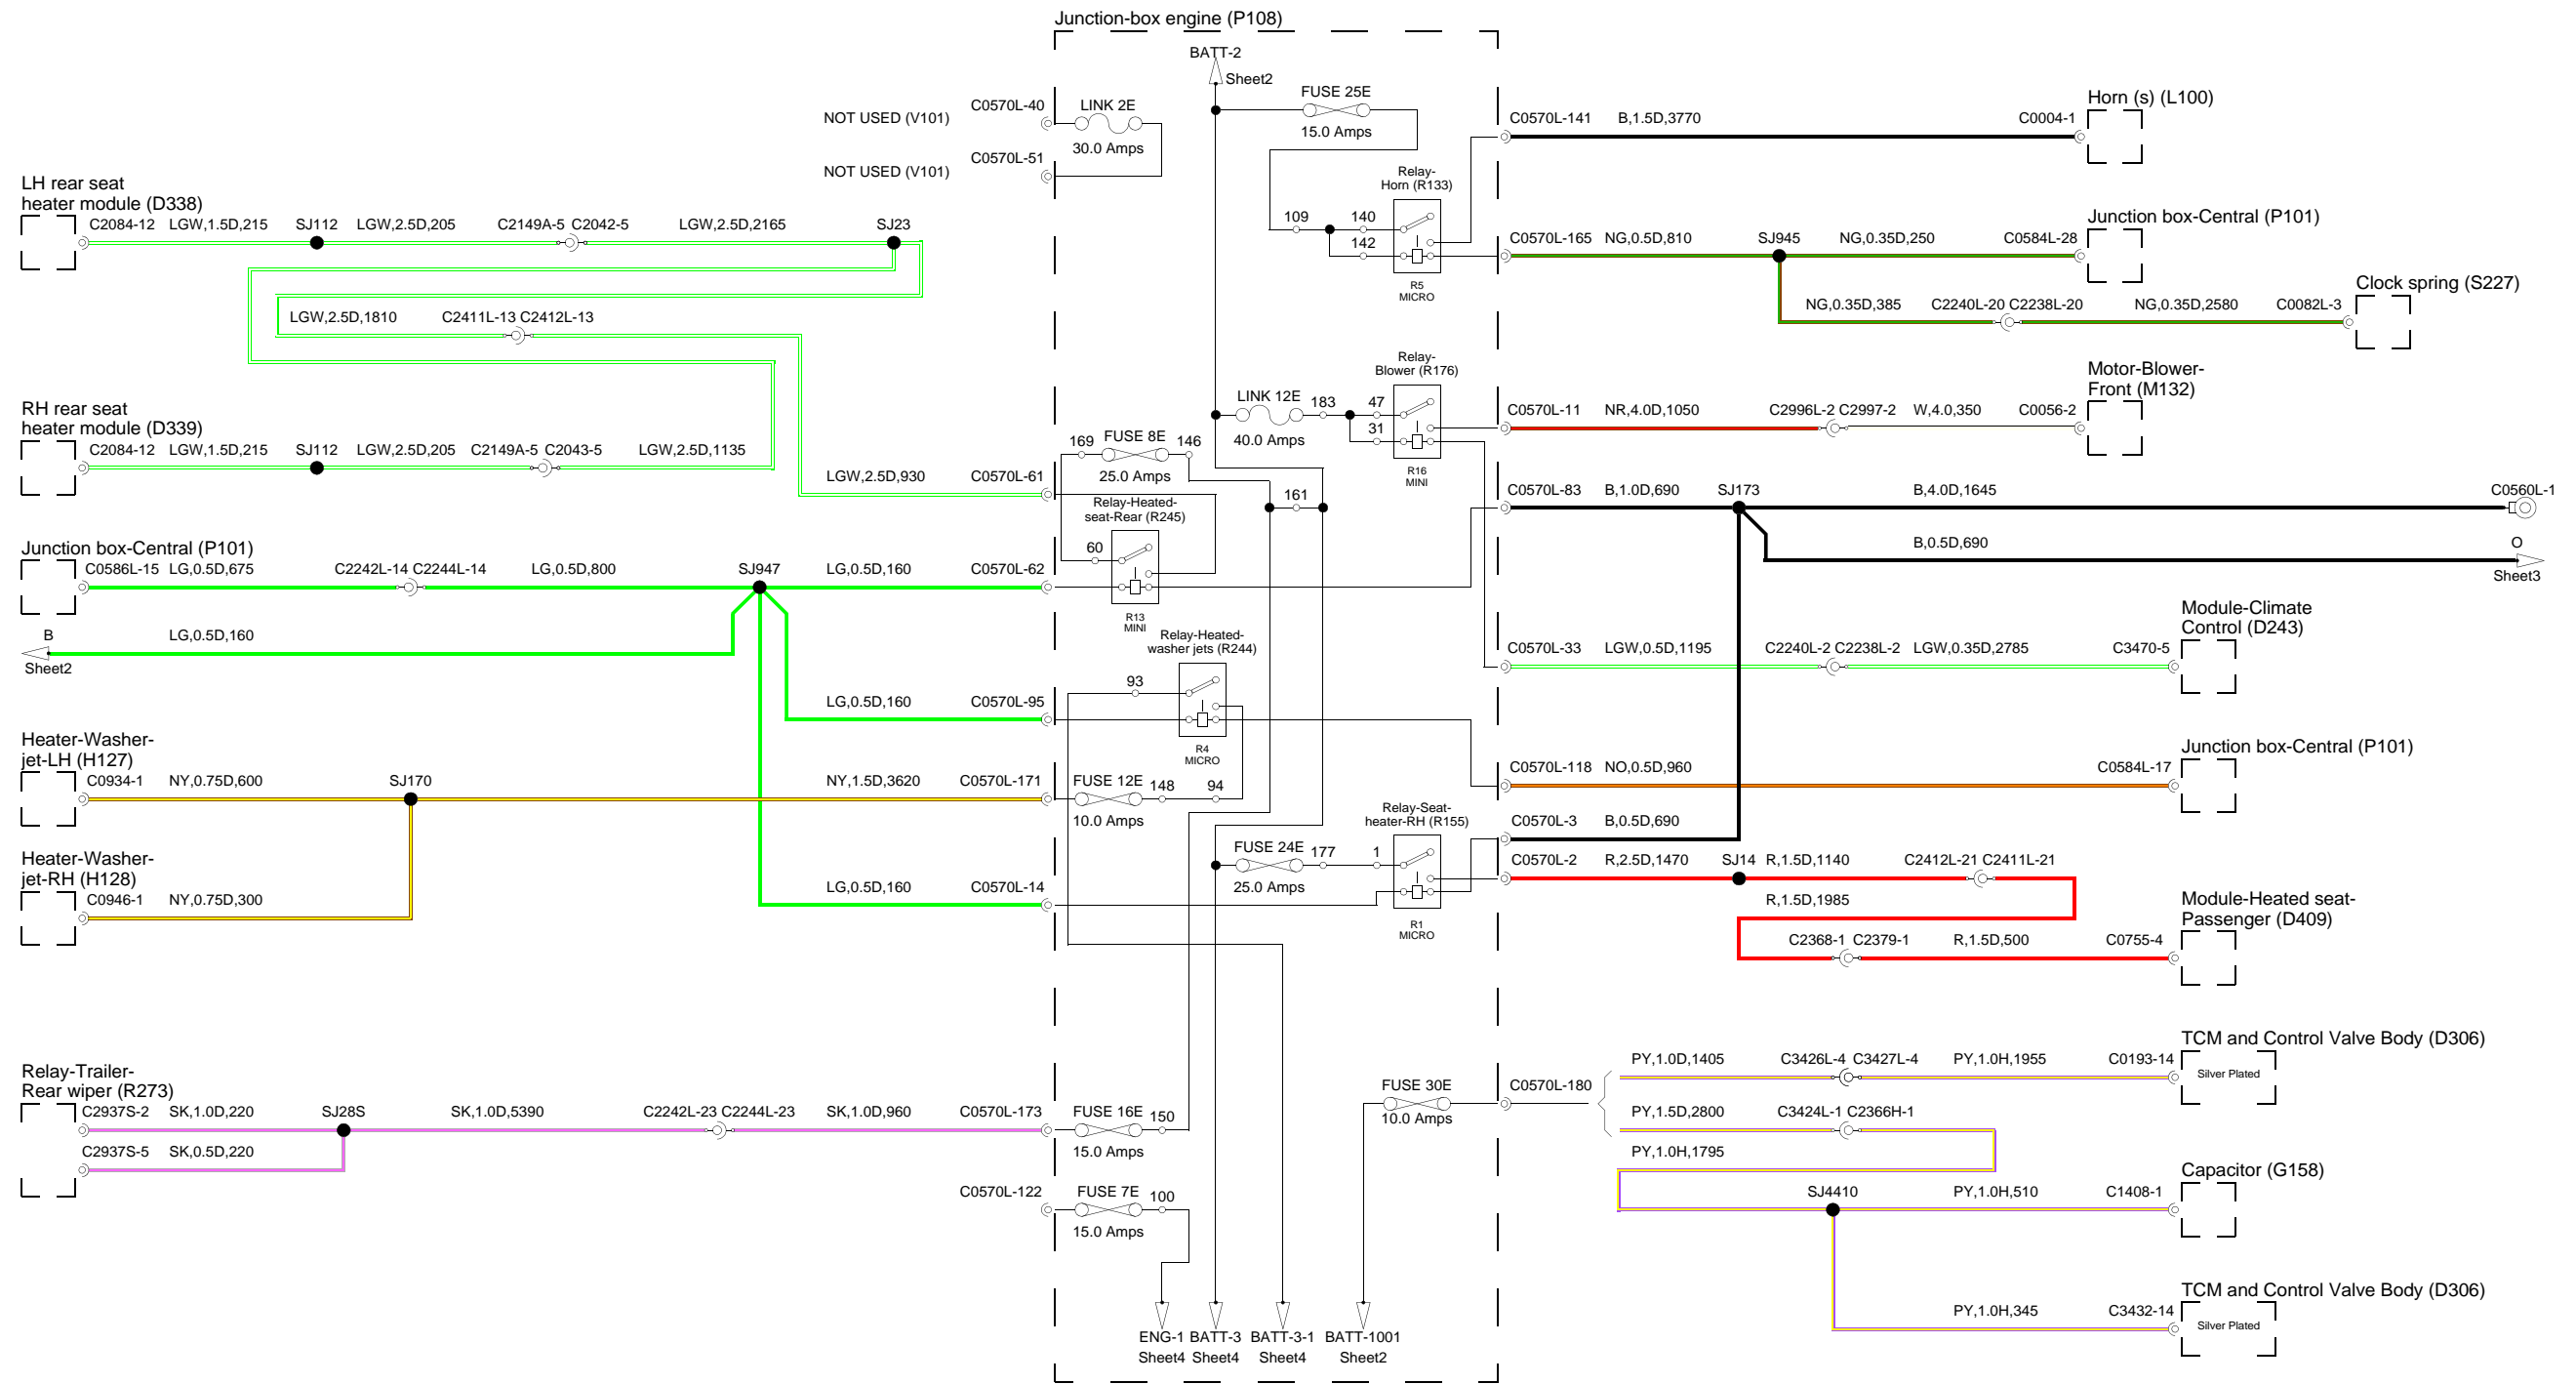 Junction-box engine (P108)
BATT-2
Sheet2
NOT USED (V101)
C0570L-40
LINK 2E
30.0 Amps
NOT USED (V101)
C0570L-51
FUSE 25E
15.0 Amps
C0570L-141 B,1.5D,3770 C0004-1
Horn (s) (L100)
Relay-
Horn (R133)
109 140
142
R5
MICRO
LH rear seat
heater module (D338)
C2084-12 LGW,1.5D,215 SJ112 LGW,2.5D,205 C2149A-5 C2042-5 LGW,2.5D,2165 SJ23
LGW,2.5D,1810 C2411L-13 C2412L-13
C0570L-165 NG,0.5D,810 SJ945 NG,0.35D,250 C0584L-28
Junction box-Central (P101)
Clock spring (S227)
NG,0.35D,385 C2240L-20 C2238L-20 NG,0.35D,2580 C0082L-3
Relay-
Blower (R176)
LINK 12E 183 47
31
40.0 Amps
R16
MINI
Motor-Blower-
Front (M132)
C0570L-11 NR,4.0D,1050 C2996L-2 C2997-2 W,4.0,350 C0056-2
RH rear seat
heater module (D339)
C2084-12 LGW,1.5D,215 SJ112 LGW,2.5D,205 C2149A-5 C2043-5 LGW,2.5D,1135
LGW,2.5D,930 C0570L-61
169 FUSE 8E 146
25.0 Amps
161
Relay-Heated-
seat-Rear (R245)
60
R13
MINI
C0570L-83 B,1.0D,690 SJ173 B,4.0D,1645 C0560L-1
B,0.5D,690 O
Sheet3
Junction box-Central (P101)
C0586L-15 LG,0.5D,675 C2242L-14 C2244L-14 LG,0.5D,800 SJ947 LG,0.5D,160 C0570L-62
B LG,0.5D,160
Sheet2
Relay-Heated-
washer jets (R244)
93
R4
MICRO
Module-Climate
Control (D243)
C0570L-33 LGW,0.5D,1195 C2240L-2 C2238L-2 LGW,0.35D,2785 C3470-5
LG,0.5D,160 C0570L-95
Heater-Washer-
jet-LH (H127)
C0934-1 NY,0.75D,600 SJ170 NY,1.5D,3620 C0570L-171
FUSE 12E 148 94
10.0 Amps
Junction box-Central (P101)
C0570L-118 NO,0.5D,960 C0584L-17
Relay-Seat-
heater-RH (R155)
FUSE 24E 177 1
25.0 Amps
R1
MICRO
C0570L-3 B,0.5D,690
C0570L-2 R,2.5D,1470 SJ14 R,1.5D,1140 C2412L-21 C2411L-21
R,1.5D,1985
Module-Heated seat-
Passenger (D409)
C2368-1 C2379-1 R,1.5D,500 C0755-4
Heater-Washer-
jet-RH (H128)
C0946-1 NY,0.75D,300
LG,0.5D,160 C0570L-14
Relay-Trailer-
Rear wiper (R273)
C2937S-2 SK,1.0D,220 SJ28S SK,1.0D,5390 C2242L-23 C2244L-23 SK,1.0D,960 C0570L-173
C2937S-5 SK,0.5D,220
FUSE 16E 150
15.0 Amps
C0570L-122 FUSE 7E 100
15.0 Amps
FUSE 30E
10.0 Amps
C0570L-180
PY,1.0D,1405 C3426L-4 C3427L-4 PY,1.0H,1955 C0193-14
TCM and Control Valve Body (D306)
Silver Plated
PY,1.5D,2800 C3424L-1 C2366H-1
PY,1.0H,1795
Capacitor (G158)
SJ4410 PY,1.0H,510 C1408-1
TCM and Control Valve Body (D306)
PY,1.0H,345 C3432-14
Silver Plated
ENG-1 BATT-3 BATT-3-1 BATT-1001
Sheet4 Sheet4 Sheet4 Sheet2